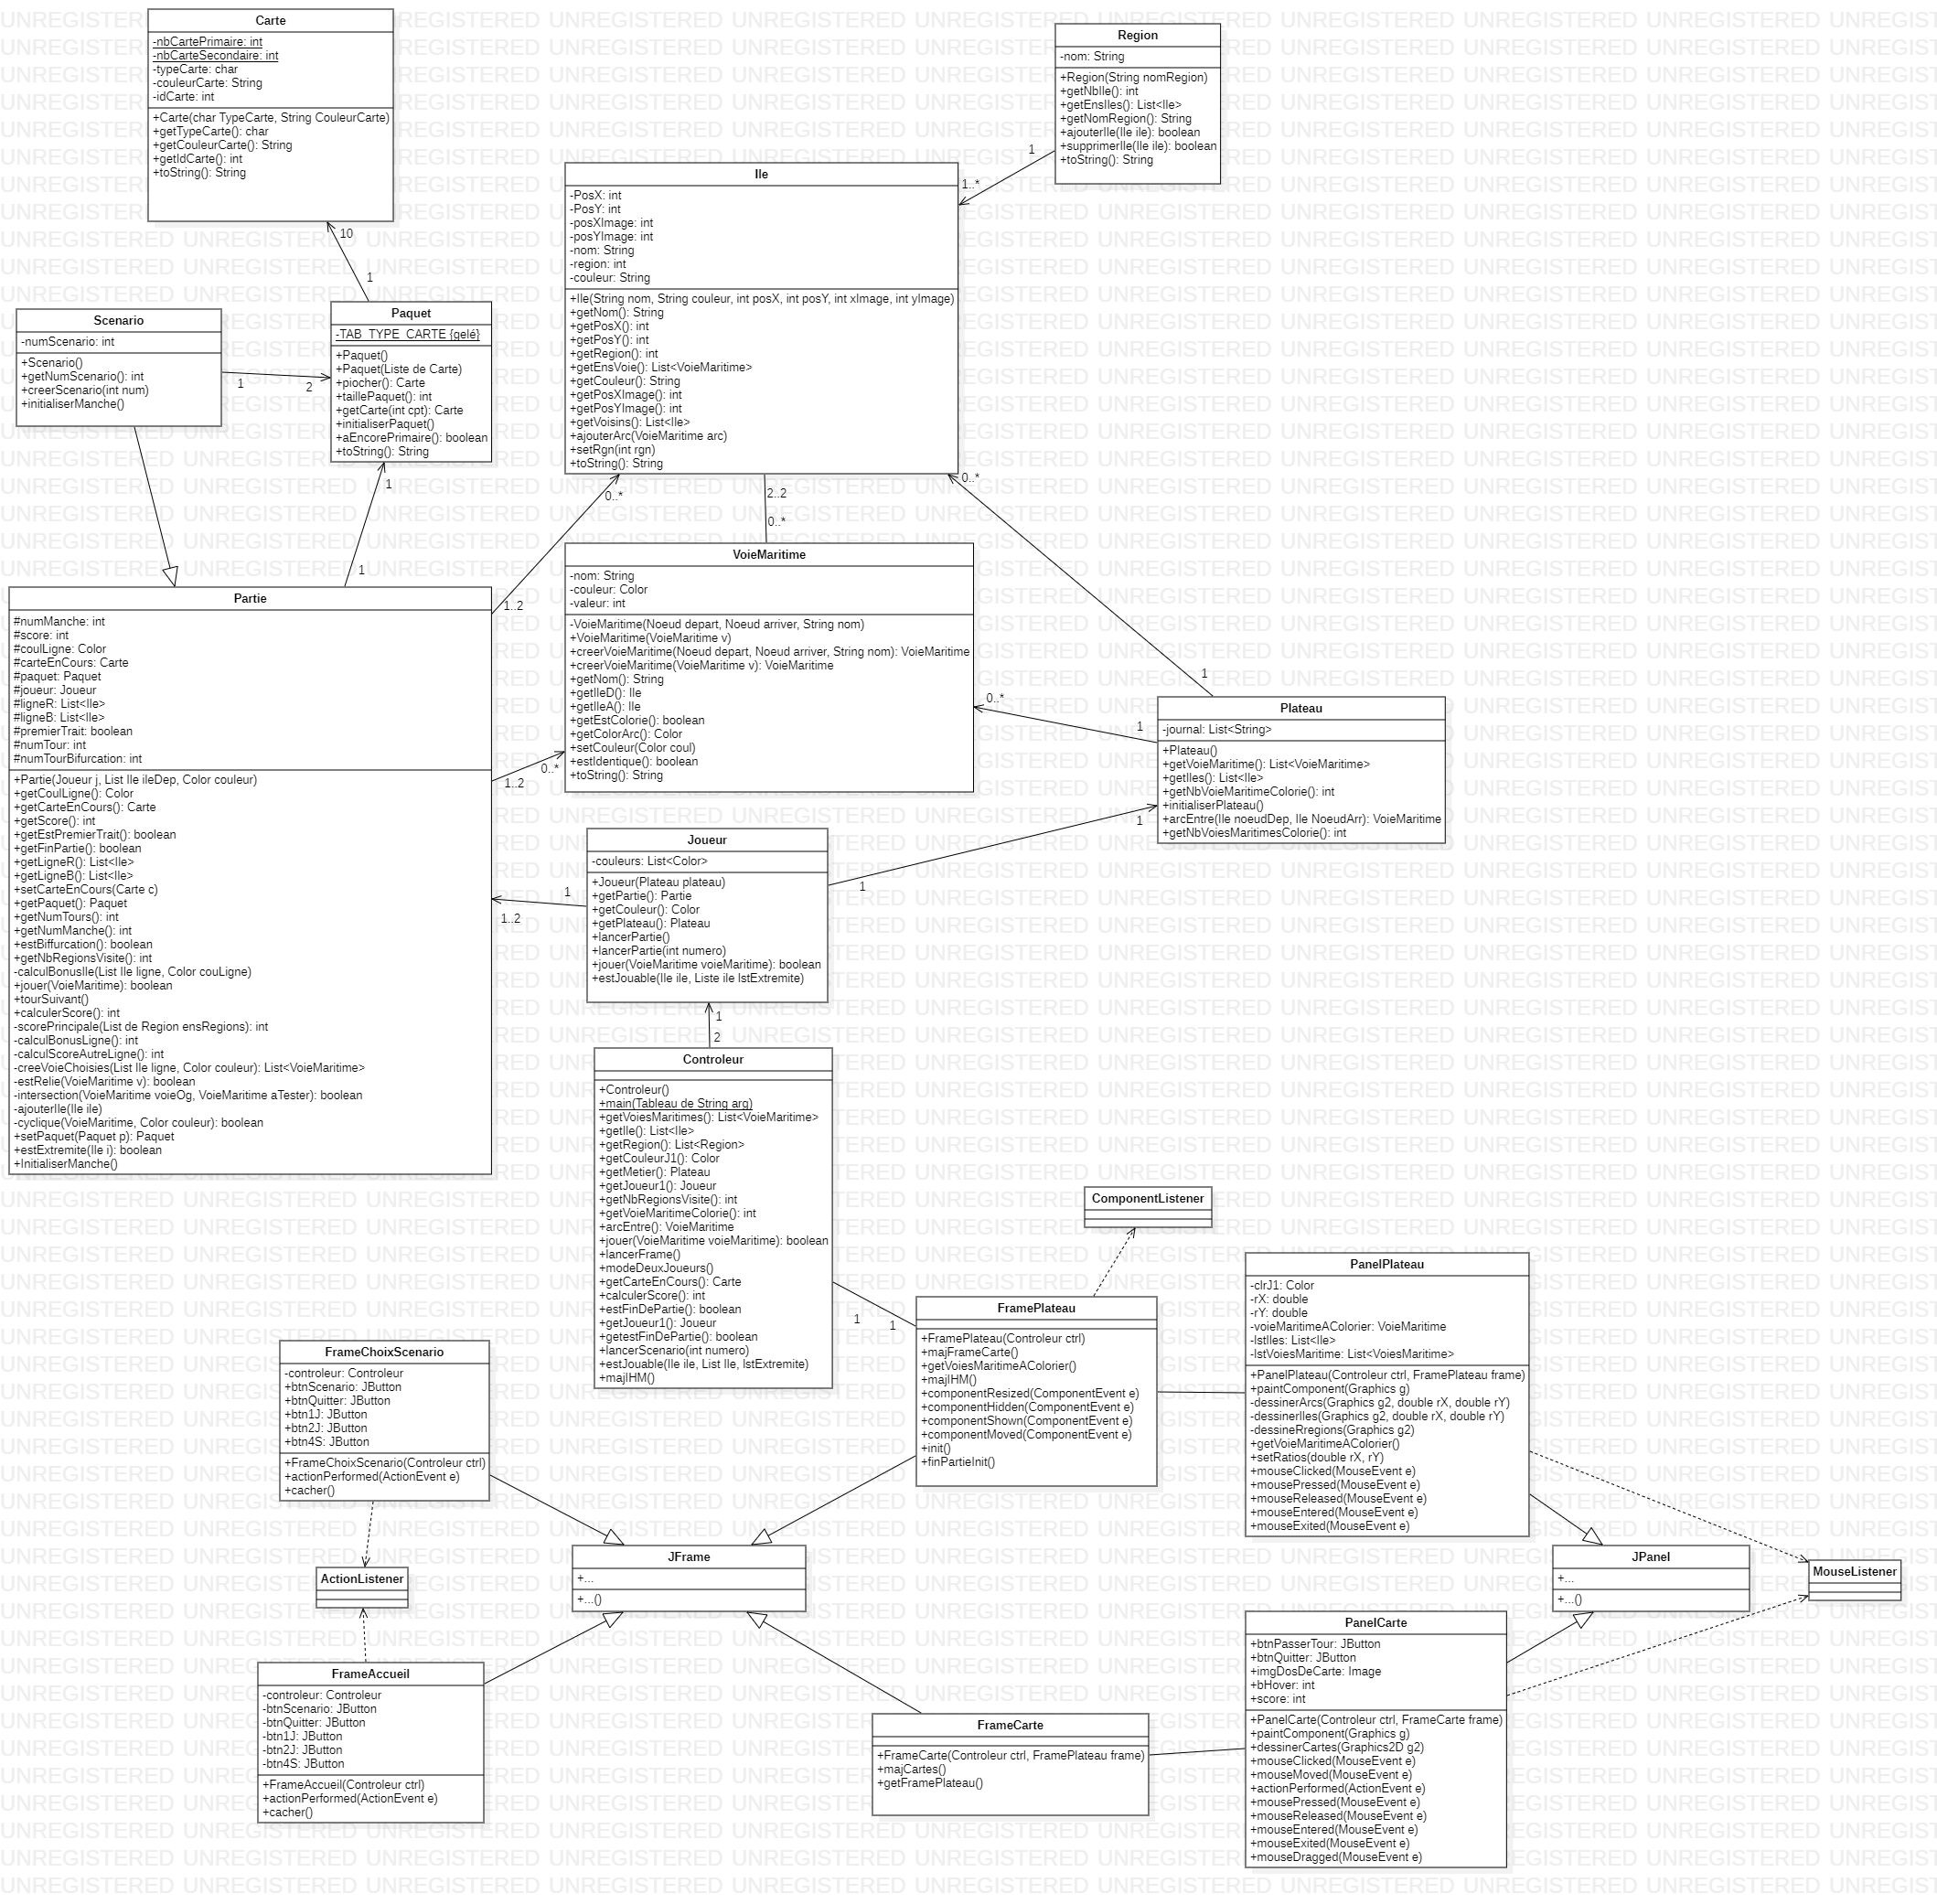 Carte
-nbCartePrimaire: int
-nbCarteSecondaire: int
-typeCarte: char
-couleurCarte: String
-idCarte: int
+Carte(char TypeCarte, String CouleurCarte)
+getTypeCarte(): char
+getCouleurCarte(): String
+getIdCarte(): int
+toString(): String
10
1
Region
-nom: String
+Region(String nomRegion)
+getNbIle(): int
+getEnsIles(): List<Ile>
+getNomRegion(): String
+ajouterIle(Ile ile): boolean
+supprimerIle(Ile ile): boolean
+toString(): String
1
1..*
Ile
-PosX: int
-PosY: int
-posXImage: int
-posYImage: int
-nom: String
-region: int
-couleur: String
+Ile(String nom, String couleur, int posX, int posY, int xImage, int yImage)
+getNom(): String
+getPosX(): int
+getPosY(): int
+getRegion(): int
+getEnsVoie(): List<VoieMaritime>
+getCouleur(): String
+getPosXImage(): int
+getPosYImage(): int
+getVoisins(): List<Ile>
+ajouterArc(VoieMaritime arc)
+setRgn(int rgn)
+toString(): String
Scenario
-numScenario: int
+Scenario()
+getNumScenario(): int
+creerScenario(int num)
+initialiserManche()
1
2
Paquet
-TAB_TYPE_CARTE {gelé}
+Paquet()
+Paquet(Liste de Carte)
+piocher(): Carte
+taillePaquet(): int
+getCarte(int cpt): Carte
+initialiserPaquet()
+aEncorePrimaire(): boolean
+toString(): String
1
1
0..*
1..2
2..2
0..*
0..*
1
VoieMaritime
-nom: String
-couleur: Color
-valeur: int
-VoieMaritime(Noeud depart, Noeud arriver, String nom)
+VoieMaritime(VoieMaritime v)
+creerVoieMaritime(Noeud depart, Noeud arriver, String nom): VoieMaritime
+creerVoieMaritime(VoieMaritime v): VoieMaritime
+getNom(): String
+getIleD(): Ile
+getIleA(): Ile
+getEstColorie(): boolean
+getColorArc(): Color
+setCouleur(Color coul)
+estIdentique(): boolean
+toString(): String
0..*
1
0..*
1..2
Plateau
-journal: List<String>
+Plateau()
+getVoieMaritime(): List<VoieMaritime>
+getIles(): List<Ile>
+getNbVoieMaritimeColorie(): int
+initialiserPlateau()
+arcEntre(Ile noeudDep, Ile NoeudArr): VoieMaritime
+getNbVoiesMaritimesColorie(): int
1
1
Partie
#numManche: int
#score: int
#coulLigne: Color
#carteEnCours: Carte
#paquet: Paquet
#joueur: Joueur
#ligneR: List<Ile>
#ligneB: List<Ile>
#premierTrait: boolean
#numTour: int
#numTourBifurcation: int
+Partie(Joueur j, List Ile ileDep, Color couleur)
+getCoulLigne(): Color
+getCarteEnCours(): Carte
+getScore(): int
+getEstPremierTrait(): boolean
+getFinPartie(): boolean
+getLigneR(): List<Ile>
+getLigneB(): List<Ile>
+setCarteEnCours(Carte c)
+getPaquet(): Paquet
+getNumTours(): int
+getNumManche(): int
+estBiffurcation(): boolean
+getNbRegionsVisite(): int
-calculBonusIle(List Ile ligne, Color couLigne)
+jouer(VoieMaritime): boolean
+tourSuivant()
+calculerScore(): int
-scorePrincipale(List de Region ensRegions): int
-calculBonusLigne(): int
-calculScoreAutreLigne(): int
-creeVoieChoisies(List Ile ligne, Color couleur): List<VoieMaritime>
-estRelie(VoieMaritime v): boolean
-intersection(VoieMaritime voieOg, VoieMaritime aTester): boolean
-ajouterIle(Ile ile)
-cyclique(VoieMaritime, Color couleur): boolean
+setPaquet(Paquet p): Paquet
+estExtremite(Ile i): boolean
+InitialiserManche()
Joueur
-couleurs: List<Color>
+Joueur(Plateau plateau)
+getPartie(): Partie
+getCouleur(): Color
+getPlateau(): Plateau
+lancerPartie()
+lancerPartie(int numero)
+jouer(VoieMaritime voieMaritime): boolean
+estJouable(Ile ile, Liste ile lstExtremite)
1
1..2
1
2
Controleur
+Controleur()
+main(Tableau de String arg)
+getVoiesMaritimes(): List<VoieMaritime>
+getIle(): List<Ile>
+getRegion(): List<Region>
+getCouleurJ1(): Color
+getMetier(): Plateau
+getJoueur1(): Joueur
+getNbRegionsVisite(): int
+getVoieMaritimeColorie(): int
+arcEntre(): VoieMaritime
+jouer(VoieMaritime voieMaritime): boolean
+lancerFrame()
+modeDeuxJoueurs()
+getCarteEnCours(): Carte
+calculerScore(): int
+estFinDePartie(): boolean
+getJoueur1(): Joueur
+getestFinDePartie(): boolean
+lancerScenario(int numero)
+estJouable(Ile ile, List Ile, lstExtremite)
+majIHM()
1
1
ComponentListener
FramePlateau
+FramePlateau(Controleur ctrl)
+majFrameCarte()
+getVoiesMaritimeAColorier()
+majIHM()
+componentResized(ComponentEvent e)
+componentHidden(ComponentEvent e)
+componentShown(ComponentEvent e)
+componentMoved(ComponentEvent e)
+init()
+finPartieInit()
PanelPlateau
-clrJ1: Color
-rX: double
-rY: double
-voieMaritimeAColorier: VoieMaritime
-lstIles: List<Ile>
-lstVoiesMaritime: List<VoiesMaritime>
+PanelPlateau(Controleur ctrl, FramePlateau frame)
+paintComponent(Graphics g)
-dessinerArcs(Graphics g2, double rX, double rY)
-dessinerIles(Graphics g2, double rX, double rY)
-dessineRregions(Graphics g2)
+getVoieMaritimeAColorier()
+setRatios(double rX, rY)
+mouseClicked(MouseEvent e)
+mousePressed(MouseEvent e)
+mouseReleased(MouseEvent e)
+mouseEntered(MouseEvent e)
+mouseExited(MouseEvent e)
FrameChoixScenario
-controleur: Controleur
+btnScenario: JButton
+btnQuitter: JButton
+btn1J: JButton
+btn2J: JButton
+btn4S: JButton
+FrameChoixScenario(Controleur ctrl)
+actionPerformed(ActionEvent e)
+cacher()
ActionListener
JFrame
+...
+...()
JPanel
+...
+...()
MouseListener
FrameAccueil
-controleur: Controleur
-btnScenario: JButton
-btnQuitter: JButton
-btn1J: JButton
-btn2J: JButton
-btn4S: JButton
+FrameAccueil(Controleur ctrl)
+actionPerformed(ActionEvent e)
+cacher()
FrameCarte
+FrameCarte(Controleur ctrl, FramePlateau frame)
+majCartes()
+getFramePlateau()
PanelCarte
+btnPasserTour: JButton
+btnQuitter: JButton
+imgDosDeCarte: Image
+bHover: int
+score: int
+PanelCarte(Controleur ctrl, FrameCarte frame)
+paintComponent(Graphics g)
+dessinerCartes(Graphics2D g2)
+mouseClicked(MouseEvent e)
+mouseMoved(MouseEvent e)
+actionPerformed(ActionEvent e)
+mousePressed(MouseEvent e)
+mouseReleased(MouseEvent e)
+mouseEntered(MouseEvent e)
+mouseExited(MouseEvent e)
+mouseDragged(MouseEvent e)
UNREGISTERED